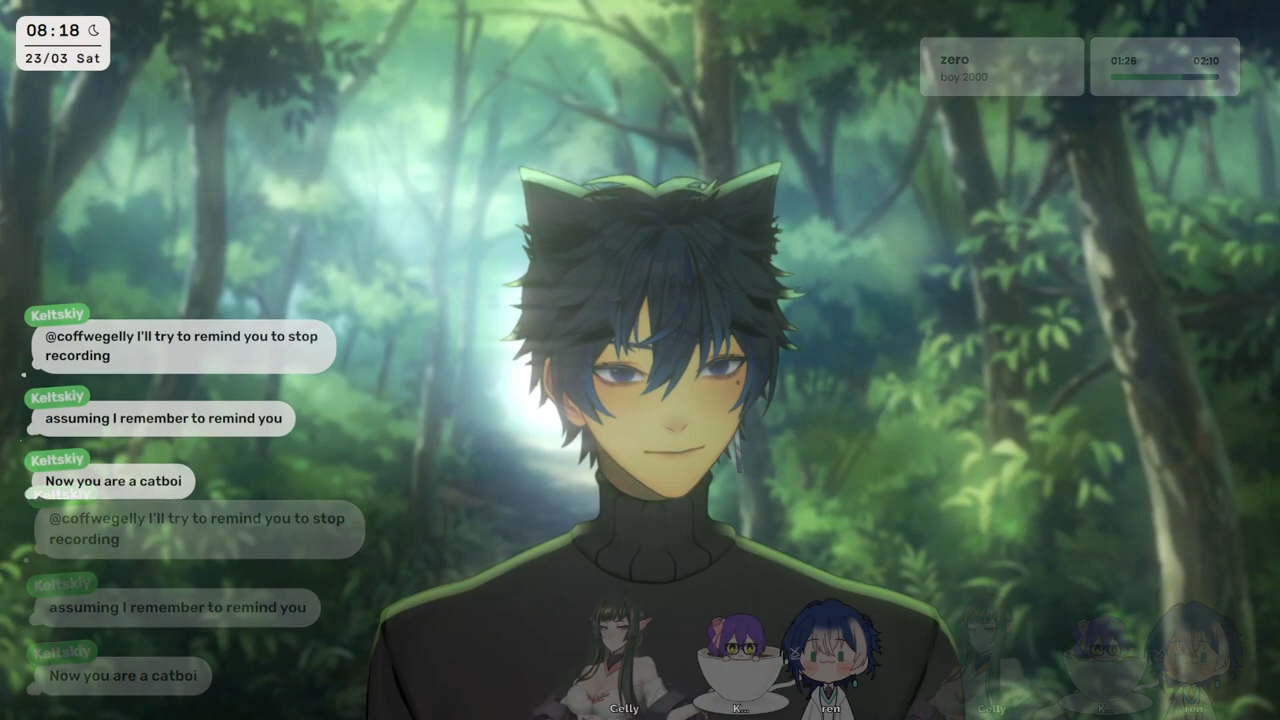 08:18
23/03 Sat
zero
boy 2000
01:26
02:10
Keltskiy
@coffwegelly I'll try to remind you to stop
recording
Keltskiy
assuming I remember to remind you
Keltskiy
Now you are a catboi
Keltskiy
@coffwegelly I'll try to remind you to stop
recording
Keltskiy
assuming I remember to remind you
Keltskiy
Now you are a catboi
Celly
K...
ren
Celly
K...
ren